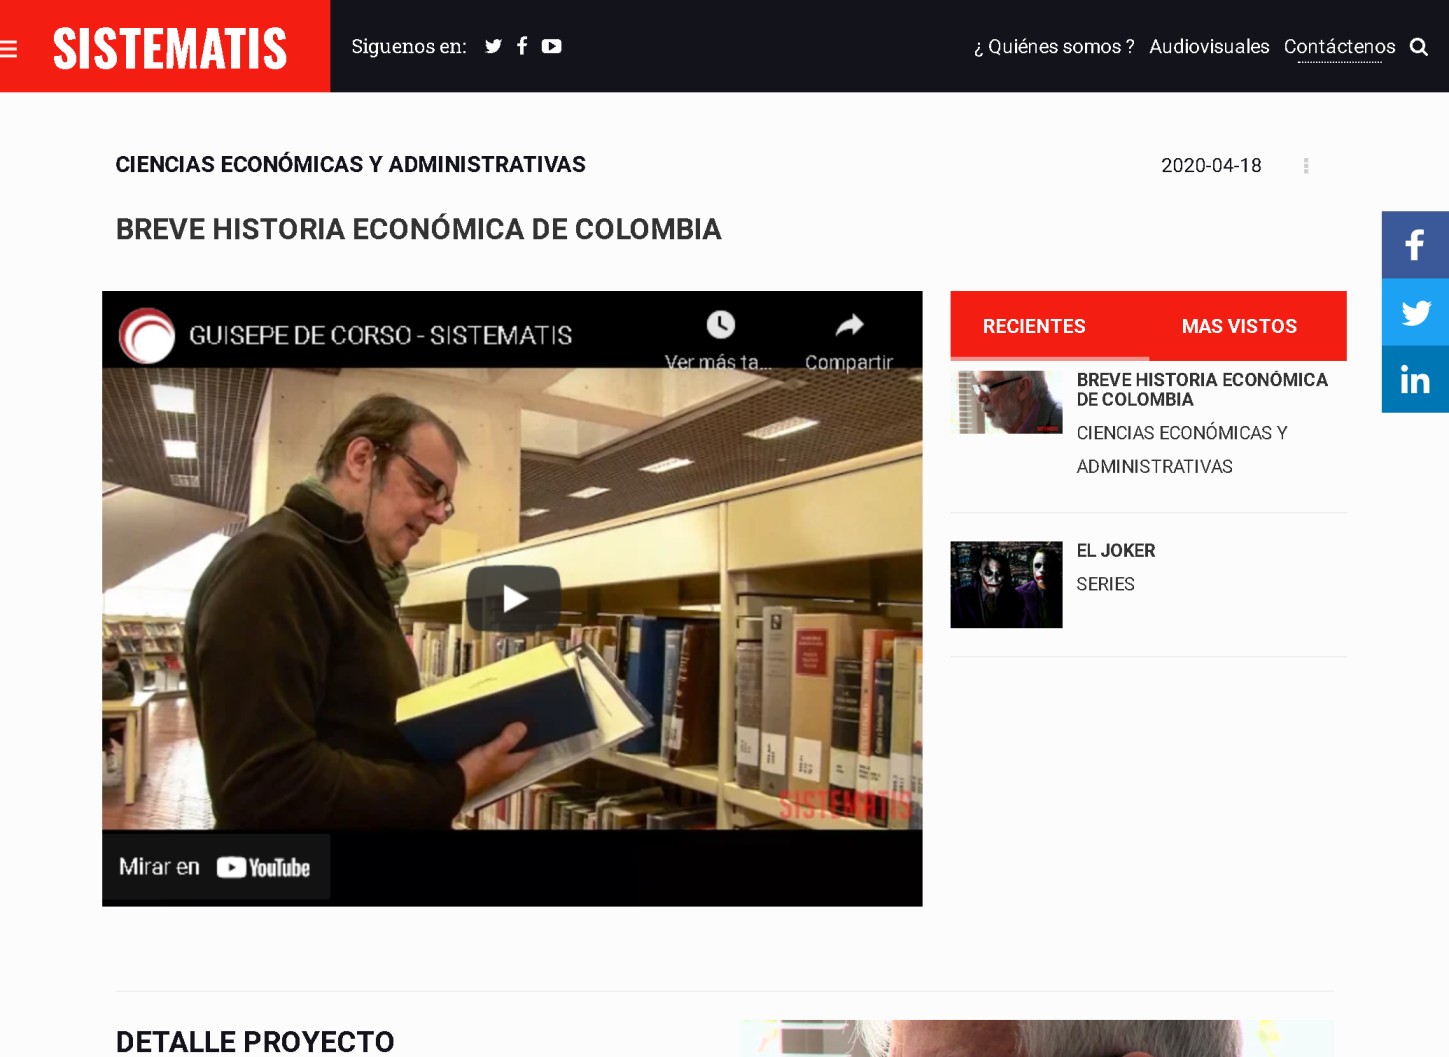 SISTEMATIS
Siguenos en:
¿ Quiénes somos ? Audiovisuales Contáctenos
CIENCIAS ECONÓMICAS Y ADMINISTRATIVAS
2020-04-18
BREVE HISTORIA ECONÓMICA DE COLOMBIA
GUISEPE DE CORSO - SISTEMATIS
Ver más ta...
Compartir
SISTEMATIS
Mirar en YouTube
RECIENTES
MAS VISTOS
BREVE HISTORIA ECONÓMICA
DE COLOMBIA
CIENCIAS ECONÓMICAS Y
ADMINISTRATIVAS
EL JOKER
SERIES
DETALLE PROYECTO